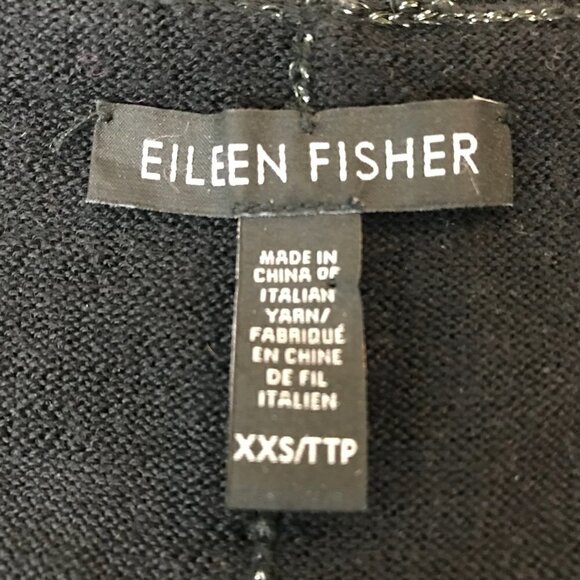 EILEEN FISHER
MADE IN
CHINA OF
ITALIAN
YARN/
FABRIQUÉ
EN CHINE
DE FIL
ITALIEN
XXS/TTP